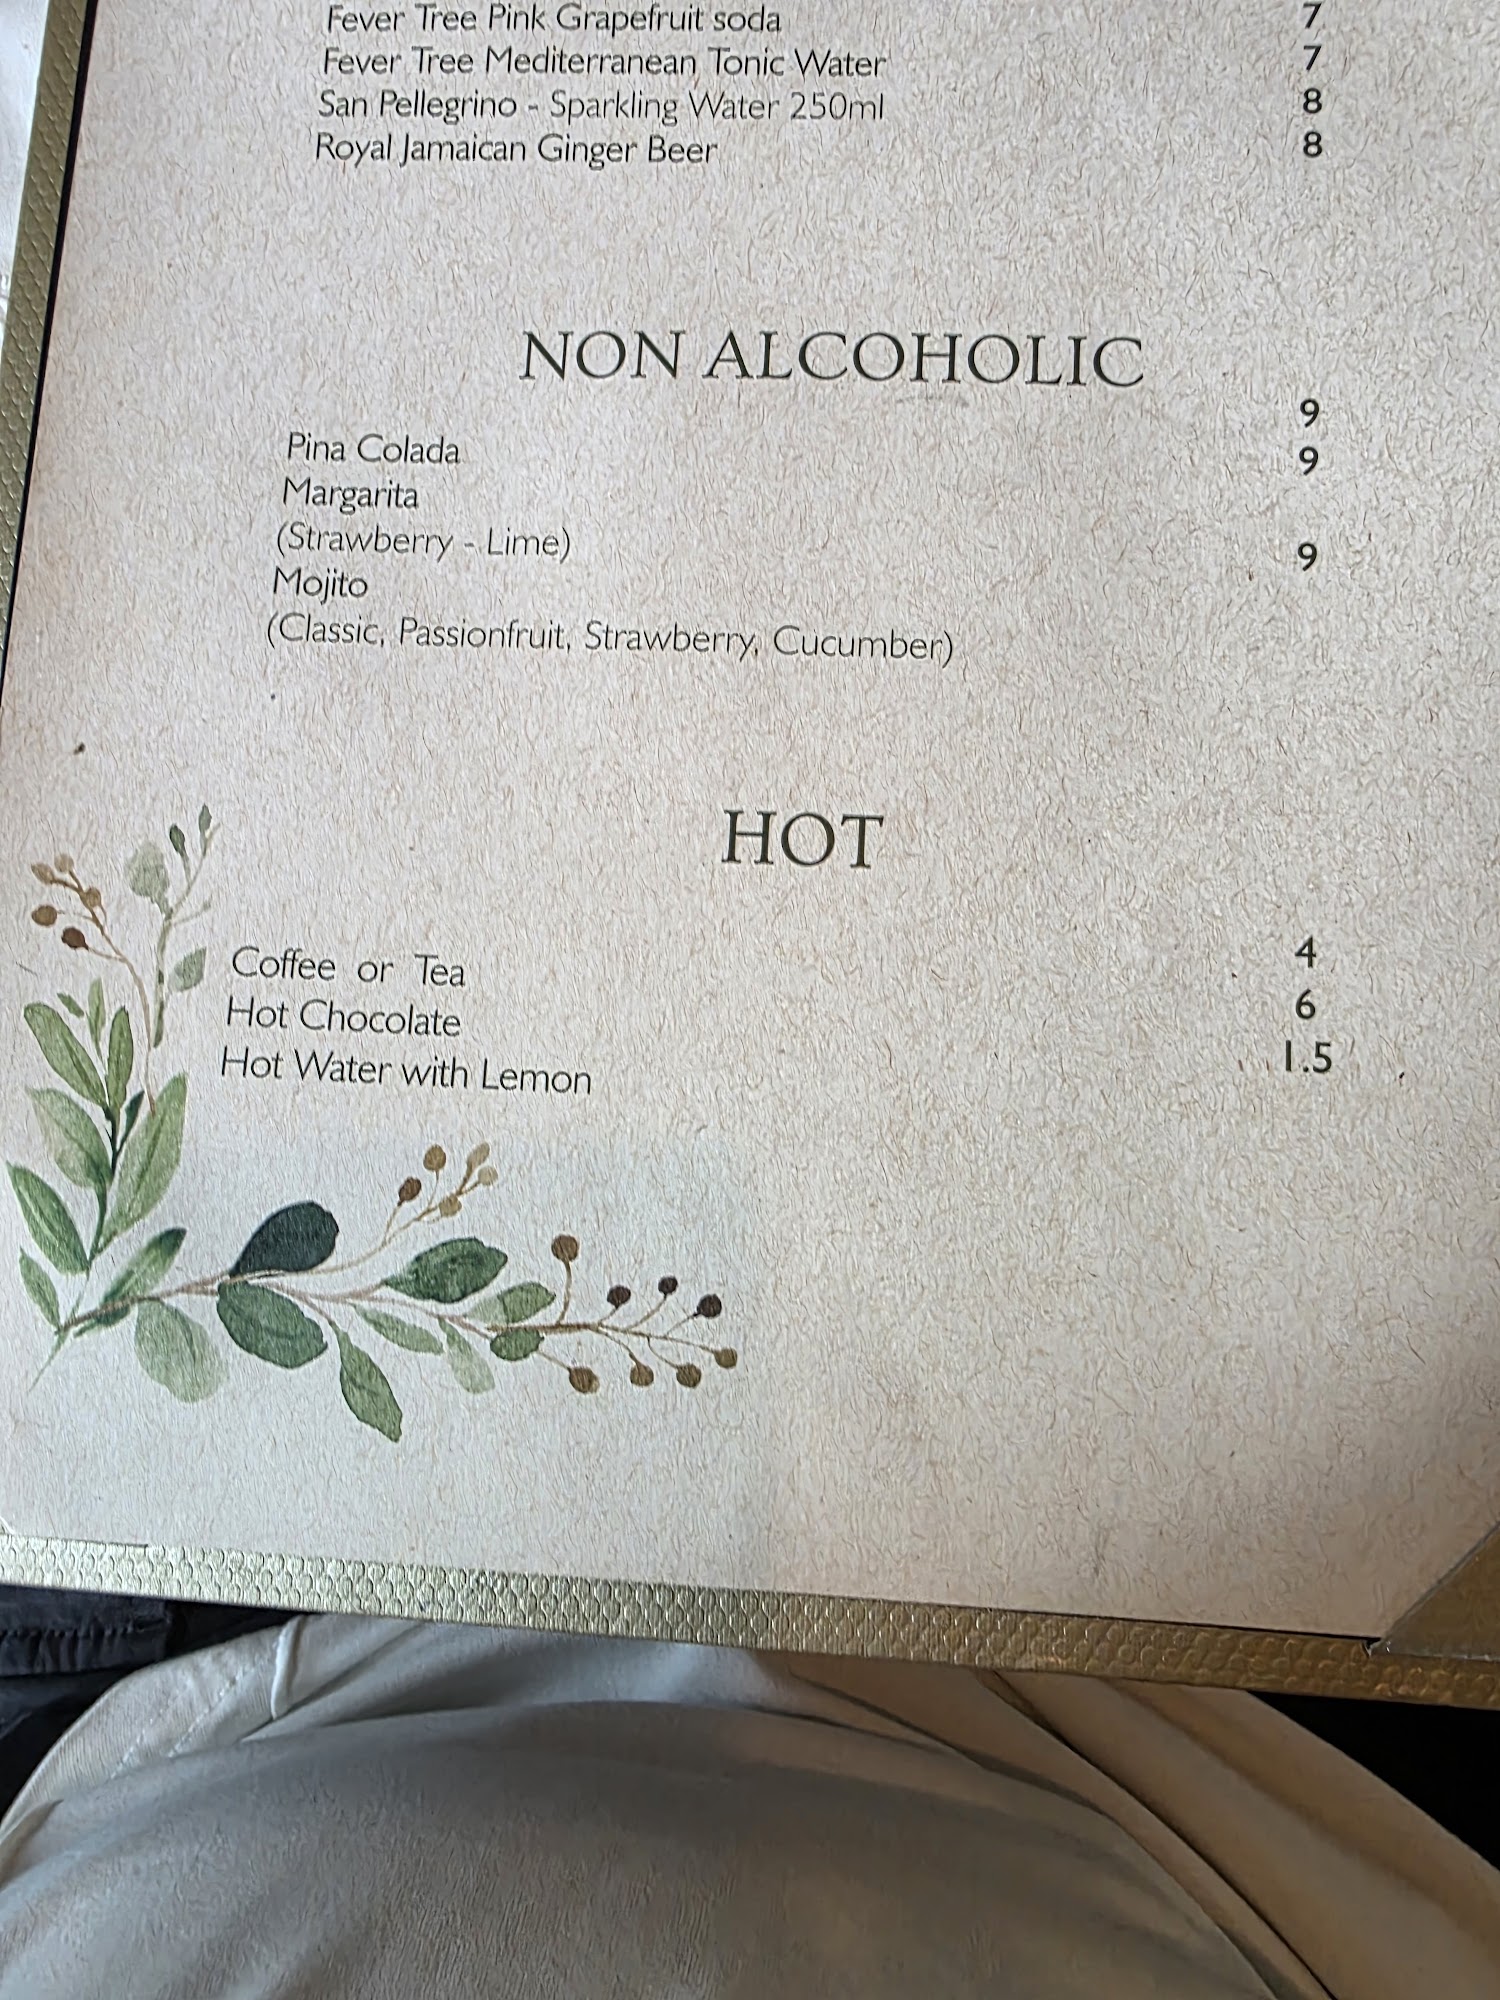 Fever Tree Pink Grapefruit soda 7
Fever Tree Mediterranean Tonic Water 7
San Pellegrino - Sparkling Water 250ml 8
Royal Jamaican Ginger Beer 8
NON ALCOHOLIC
Pina Colada 9
Margarita 9
(Strawberry - Lime)
Mojito 9
(Classic, Passionfruit, Strawberry, Cucumber)
HOT
Coffee or Tea 4
Hot Chocolate 6
Hot Water with Lemon 1.5